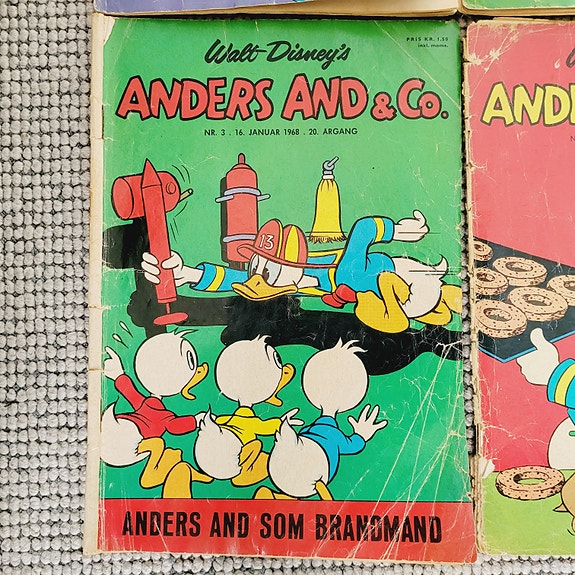 Walt Disney's
PRIS KR. 1.50
inkl. moms.
ANDERS AND & Co.
NR. 3 . 16. JANUAR 1968 . 20. ÅRGANG
13
ANDERS AND SOM BRANDMAND
AND